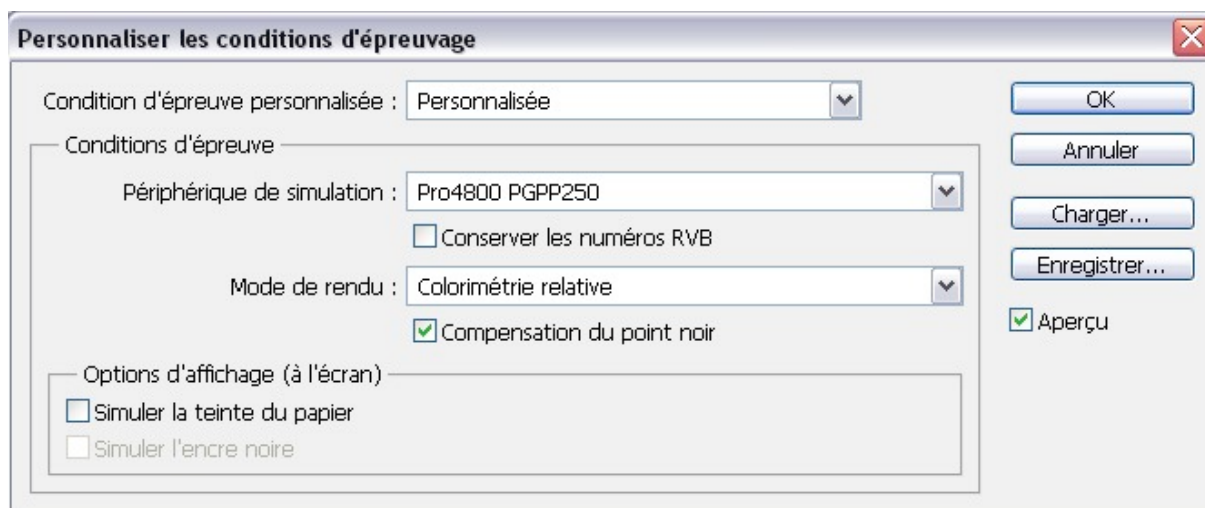 Personnaliser les conditions d'épreuvage
Condition d'épreuve personnalisée : Personnalisée
OK
Conditions d'épreuve
Annuler
Périphérique de simulation : Pro4800 PGPP250
Charger...
Conserver les numéros RVB
Enregistrer...
Mode de rendu : Colorimétrie relative
Aperçu
Compensation du point noir
Options d'affichage (à l'écran)
Simuler la teinte du papier
Simuler l'encre noire